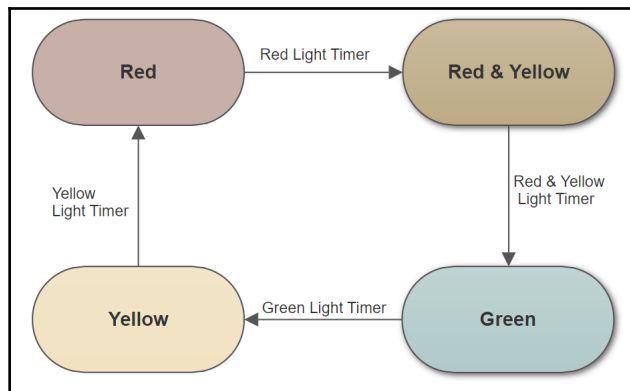 Red
Red Light Timer
Red & Yellow
Yellow
Light Timer
Red & Yellow
Light Timer
Yellow
Green Light Timer
Green